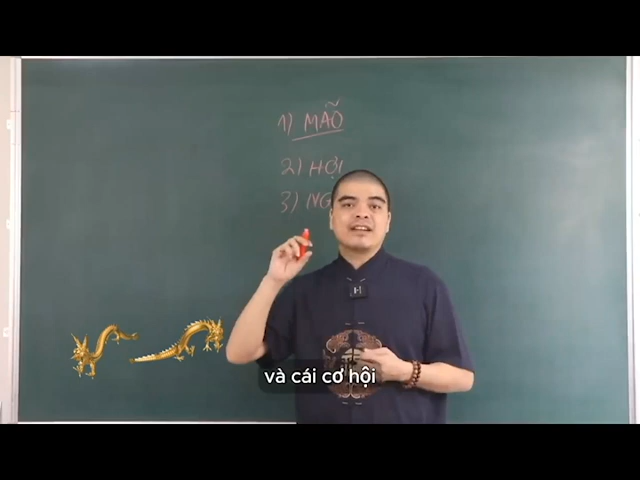 1) MÃO
2) HỢI
3) NG
và cái cơ hội